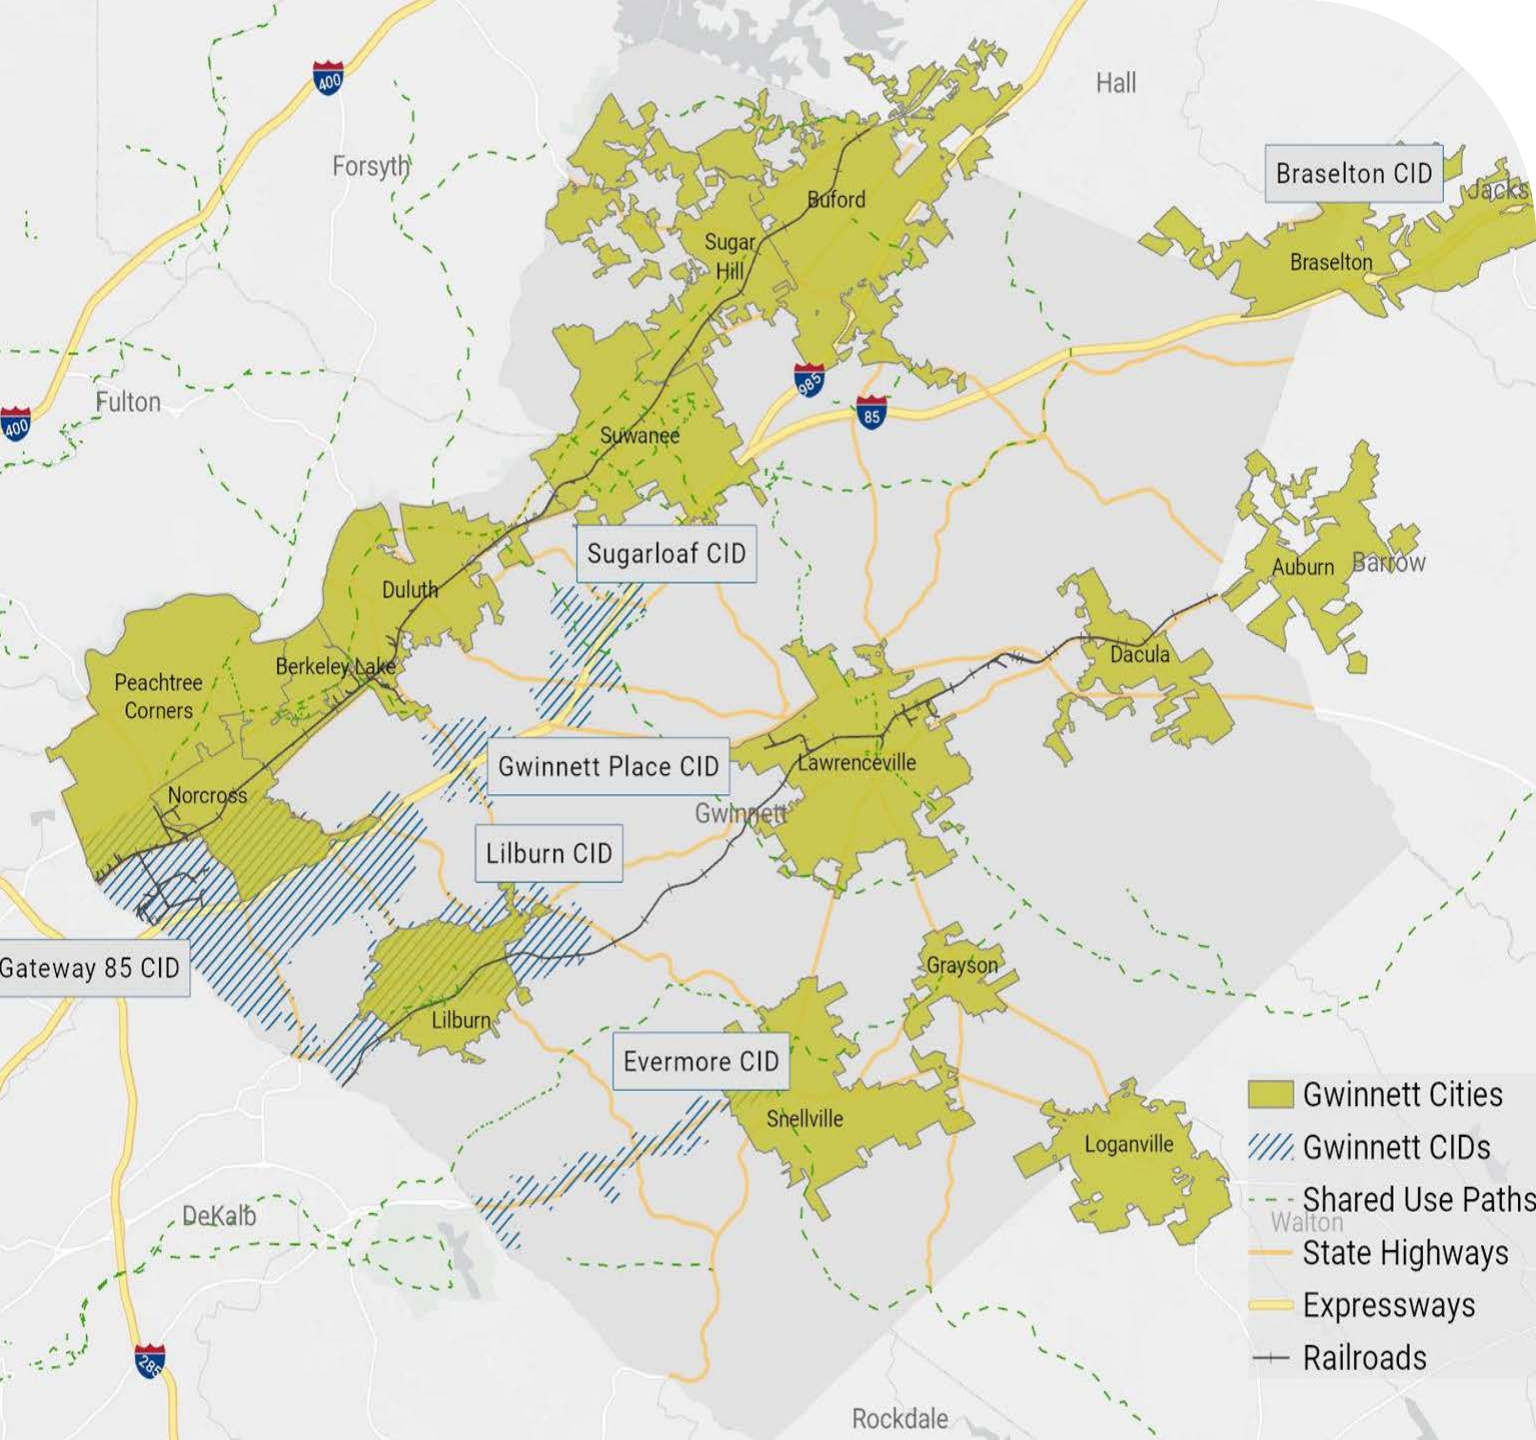 Hall
400
Forsyth
Braselton CID
Jacks
Buford
Sugar
Hill
Braselton
985
85
400
Fulton
Suwanee
Sugarloaf CID
Auburn
Barrow
Duluth
Dacula
Berkeley Lake
Peachtree
Corners
Gwinnett Place CID
Lawrenceville
Norcross
Gwinnett
Lilburn CID
Gateway 85 CID
Grayson
Lilburn
Evermore CID
Snellville
Loganville
DeKalb
Gwinnett Cities
Gwinnett CIDs
Shared Use Paths
Walton
State Highways
Expressways
Railroads
285
Rockdale